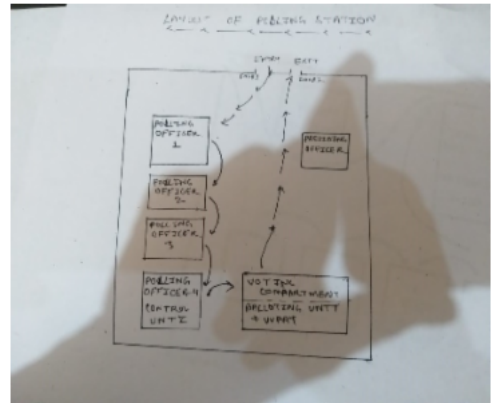 LAYOUT OF POLLING STATION
ENTRY EXIT
POLLING
OFFICER
1
POLLING
OFFICER
2
POLLING
OFFICER
3
POLLING
OFFICER-4
CONTROL
UNIT
PRESIDING
OFFICER
VOTING
COMPARTMENT
BALLOTING UNIT
+ VVPAT